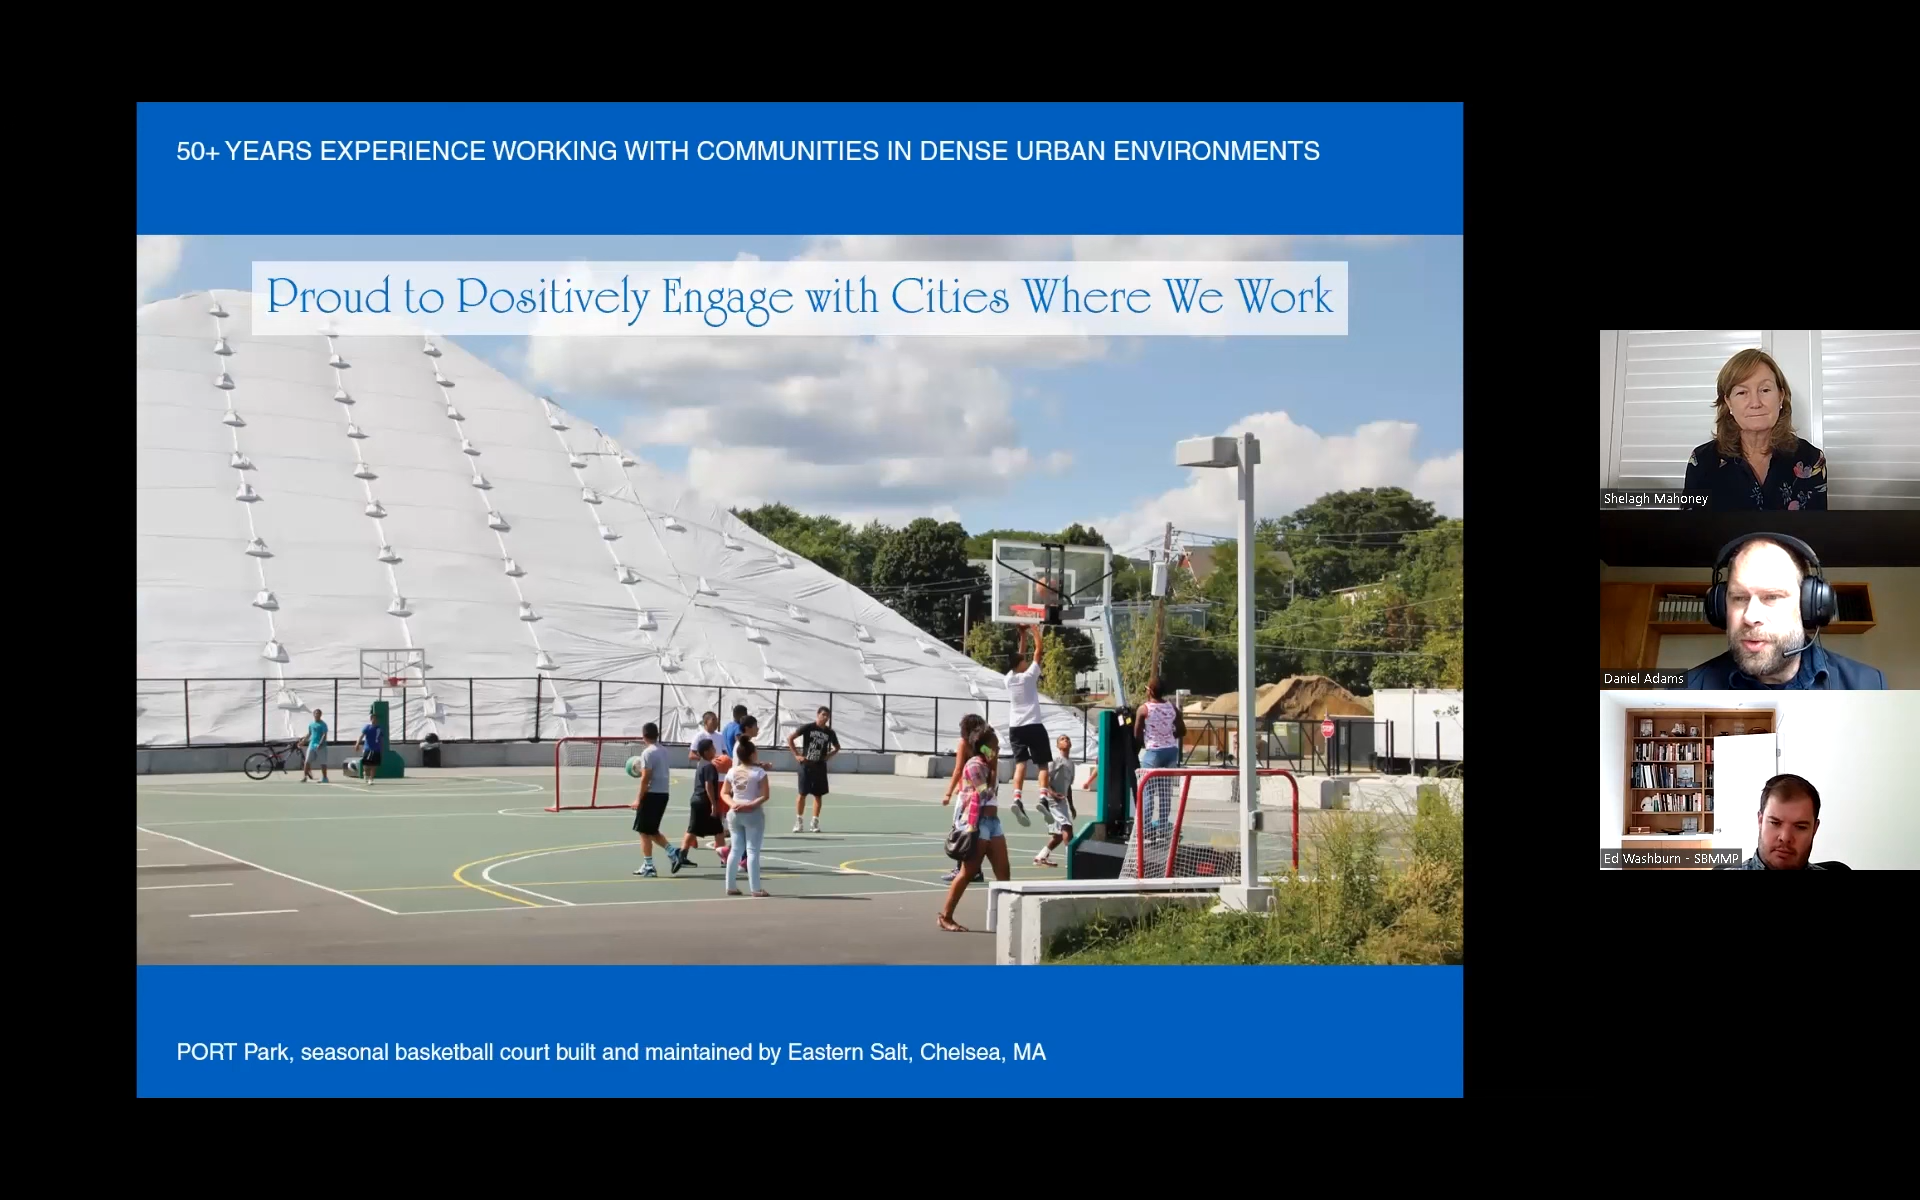 50+ YEARS EXPERIENCE WORKING WITH COMMUNITIES IN DENSE URBAN ENVIRONMENTS
Proud to Positively Engage with Cities Where We Work
PORT Park, seasonal basketball court built and maintained by Eastern Salt, Chelsea, MA
Shelagh Mahoney
Daniel Adams
Ed Washburn - SBMMP